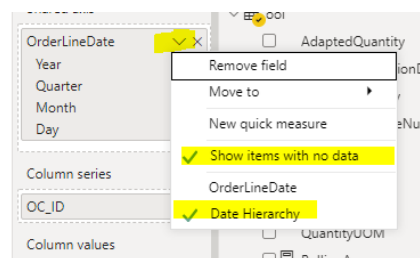 OrderLineDate
Year
Quarter
Month
Day
Column series
OC_ID
Column values
Remove field
Move to
New quick measure
Show items with no data
OrderLineDate
Date Hierarchy
AdaptedQuantity
QuantityUOM